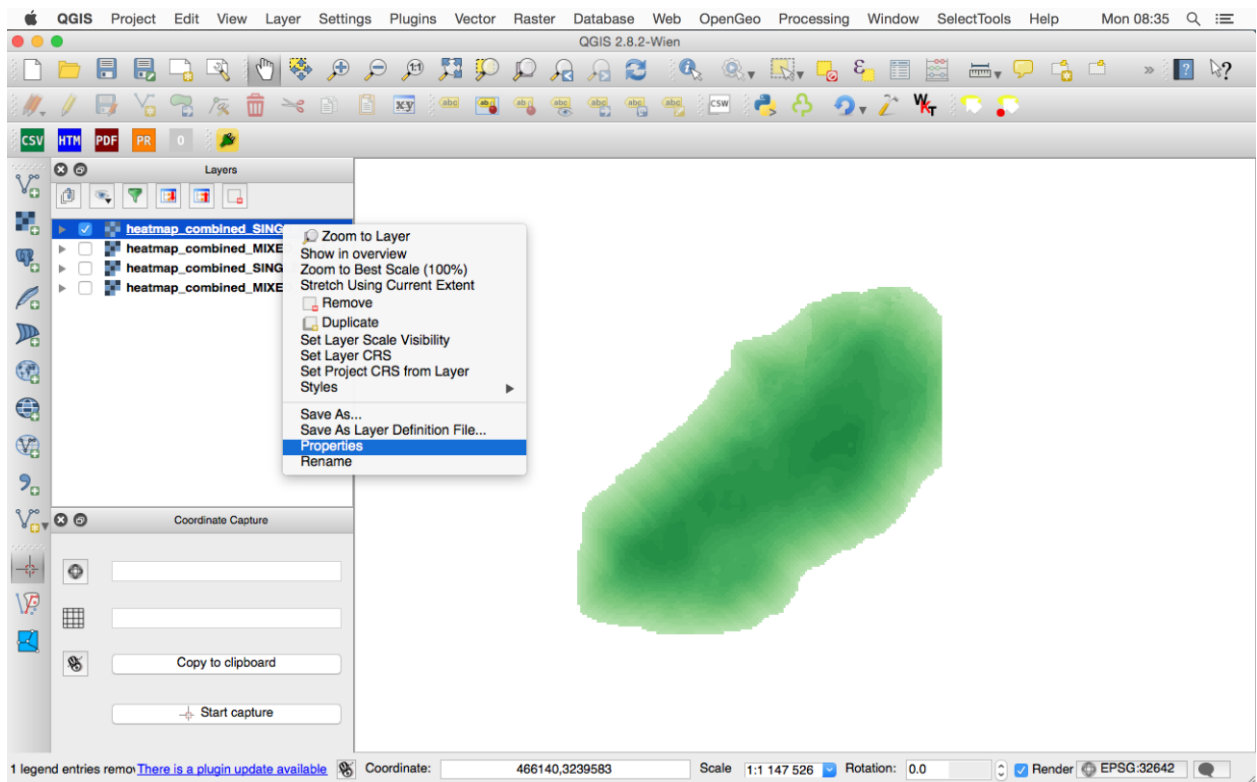 QGIS Project Edit View Layer Settings Plugins Vector Raster Database Web OpenGeo Processing Window SelectTools Help Mon 08:35
QGIS 2.8.2-Wien
CSW
CSV HTM PDF PR 0
Layers
heatmap_combined_SING
heatmap_combined_MIXE
heatmap_combined_SING
heatmap_combined_MIXE
Zoom to Layer
Show in overview
Zoom to Best Scale (100%)
Stretch Using Current Extent
Remove
Duplicate
Set Layer Scale Visibility
Set Layer CRS
Set Project CRS from Layer
Styles
Save As...
Save As Layer Definition File...
Properties
Rename
Coordinate Capture
Copy to clipboard
Start capture
1 legend entries remov There is a plugin update available Coordinate: 466140,3239583 Scale 1:1 147 526 Rotation: 0.0 Render EPSG:32642